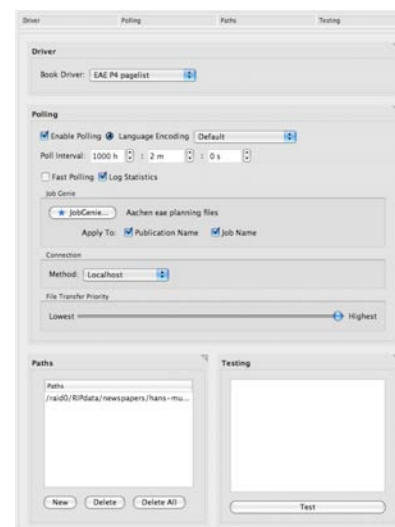 Driver Polling Paths Testing
Driver
Book Driver: EAE P4 pagelist
Polling
Enable Polling Language Encoding Default
Poll Interval: 1000 h : 2 m : 0 s
Fast Polling Log Statistics
Job Genie
JobGenie... Aachen eae planning files
Apply To: Publication Name Job Name
Connection
Method: Localhost
File Transfer Priority
Lowest Highest
Paths Testing
Paths
/raid0/RIPdata/newspapers/hans-mu...
New Delete Delete All Test